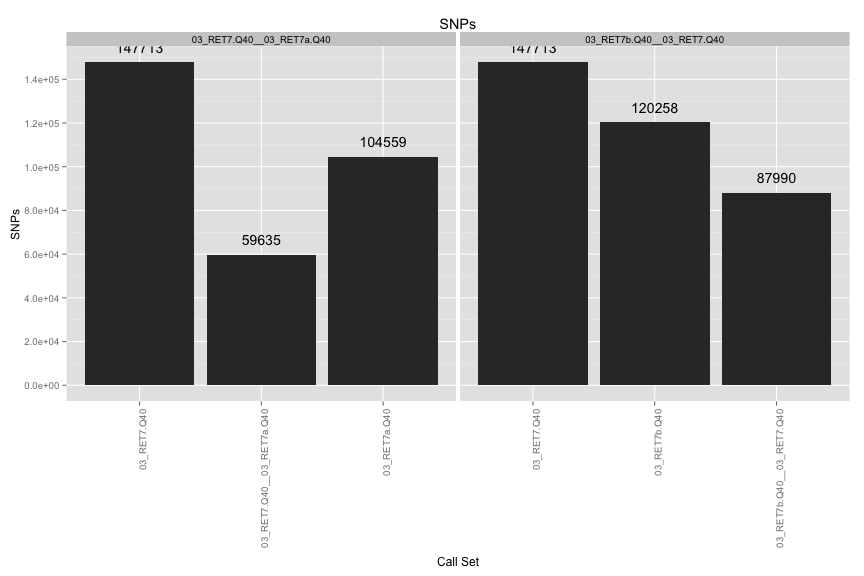 SNPs
03_RET7.Q40__03_RET7a.Q40
03_RET7b.Q40__03_RET7.Q40
SNPs
1.4e+05
1.2e+05
1.0e+05
8.0e+04
6.0e+04
4.0e+04
2.0e+04
0.0e+00
147713
59635
104559
147713
120258
87990
03_RET7.Q40
03_RET7.Q40__03_RET7a.Q40
03_RET7a.Q40
03_RET7.Q40
03_RET7b.Q40
03_RET7b.Q40__03_RET7.Q40
Call Set